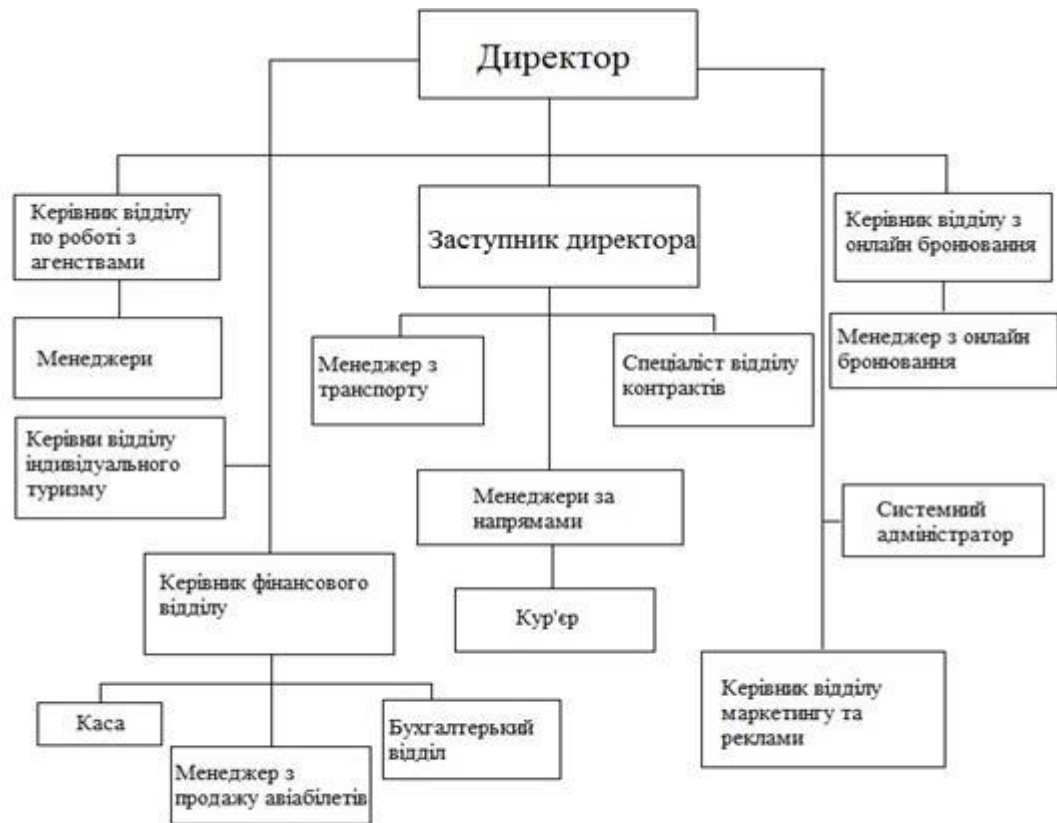 Директор
Керівник відділу
по роботі з
агенствами
Заступник директора
Керівник відділу з
онлайн бронювання
Менеджери
Менеджер з
транспорту
Спеціаліст відділу
контрактів
Менеджер з онлайн
бронювання
Керівни відділу
індивідуального
туризму
Менеджери за
напрямами
Системний
адміністратор
Керівник фінансового
відділу
Кур'єр
Керівник відділу
маркетингу та
реклами
Каса
Менеджер з
продажу авіабілетів
Бухгалтерький
відділ